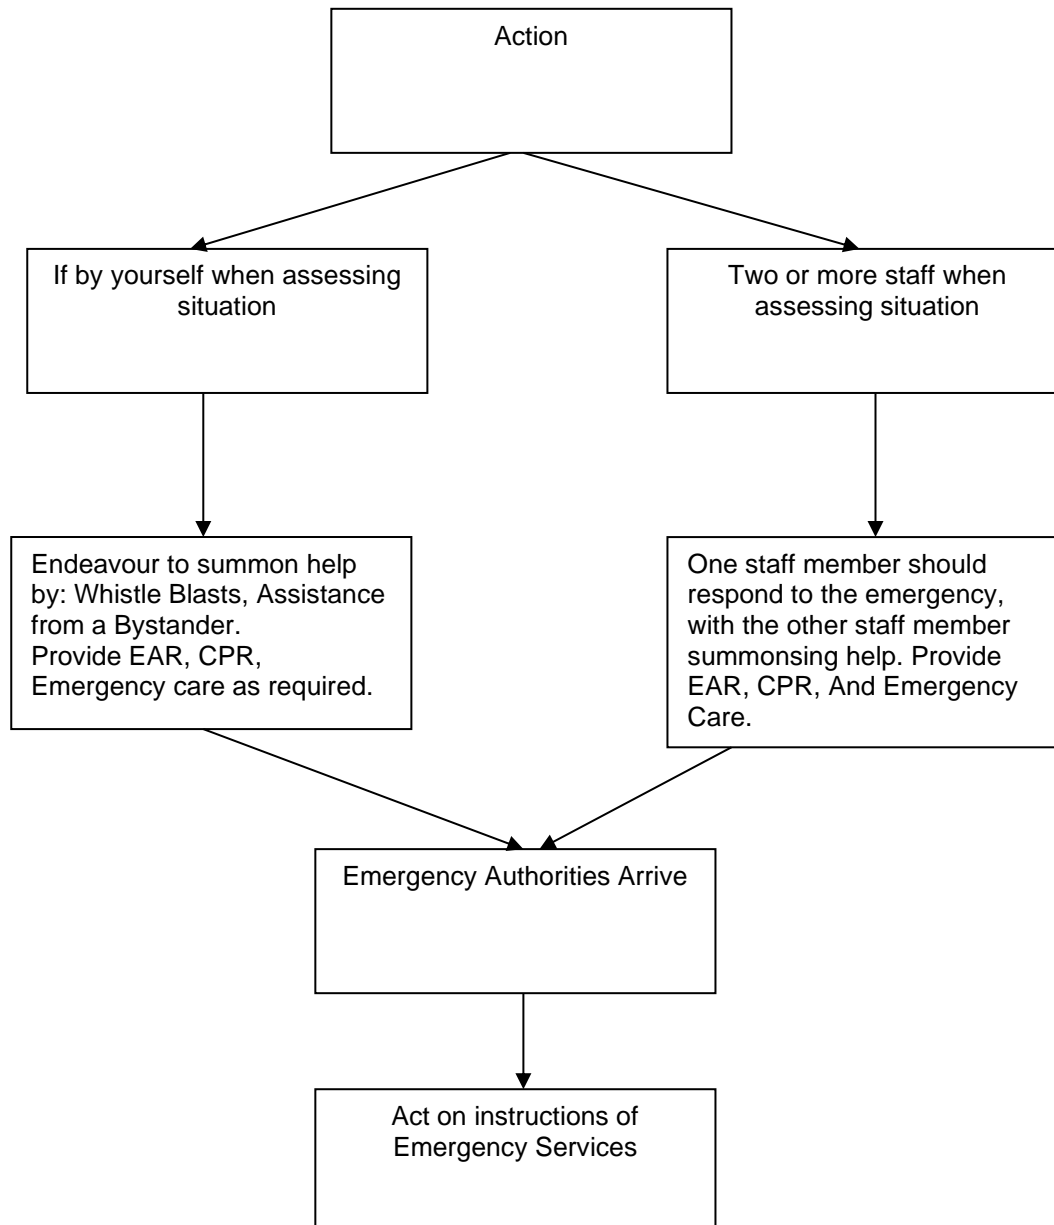 Action
If by yourself when assessing
situation
Two or more staff when
assessing situation
Endeavour to summon help
by: Whistle Blasts, Assistance
from a Bystander.
Provide EAR, CPR,
Emergency care as required.
One staff member should
respond to the emergency,
with the other staff member
summonsing help. Provide
EAR, CPR, And Emergency
Care.
Emergency Authorities Arrive
Act on instructions of
Emergency Services